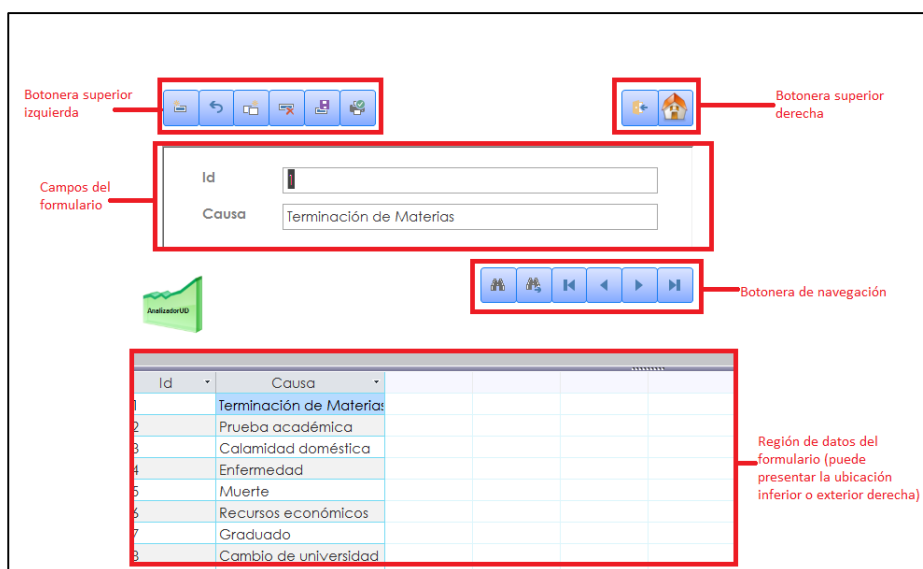 Botonera superior
izquierda
Botonera superior
derecha
Campos del
formulario
Id
1
Causa
Terminación de Materias
Botonera de navegación
AnalizadorUD
Id Causa
1 Terminación de Materias
2 Prueba académica
3 Calamidad doméstica
4 Enfermedad
5 Muerte
6 Recursos económicos
7 Graduado
8 Cambio de universidad
Región de datos del
formulario (puede
presentar la ubicación
inferior o exterior derecha)